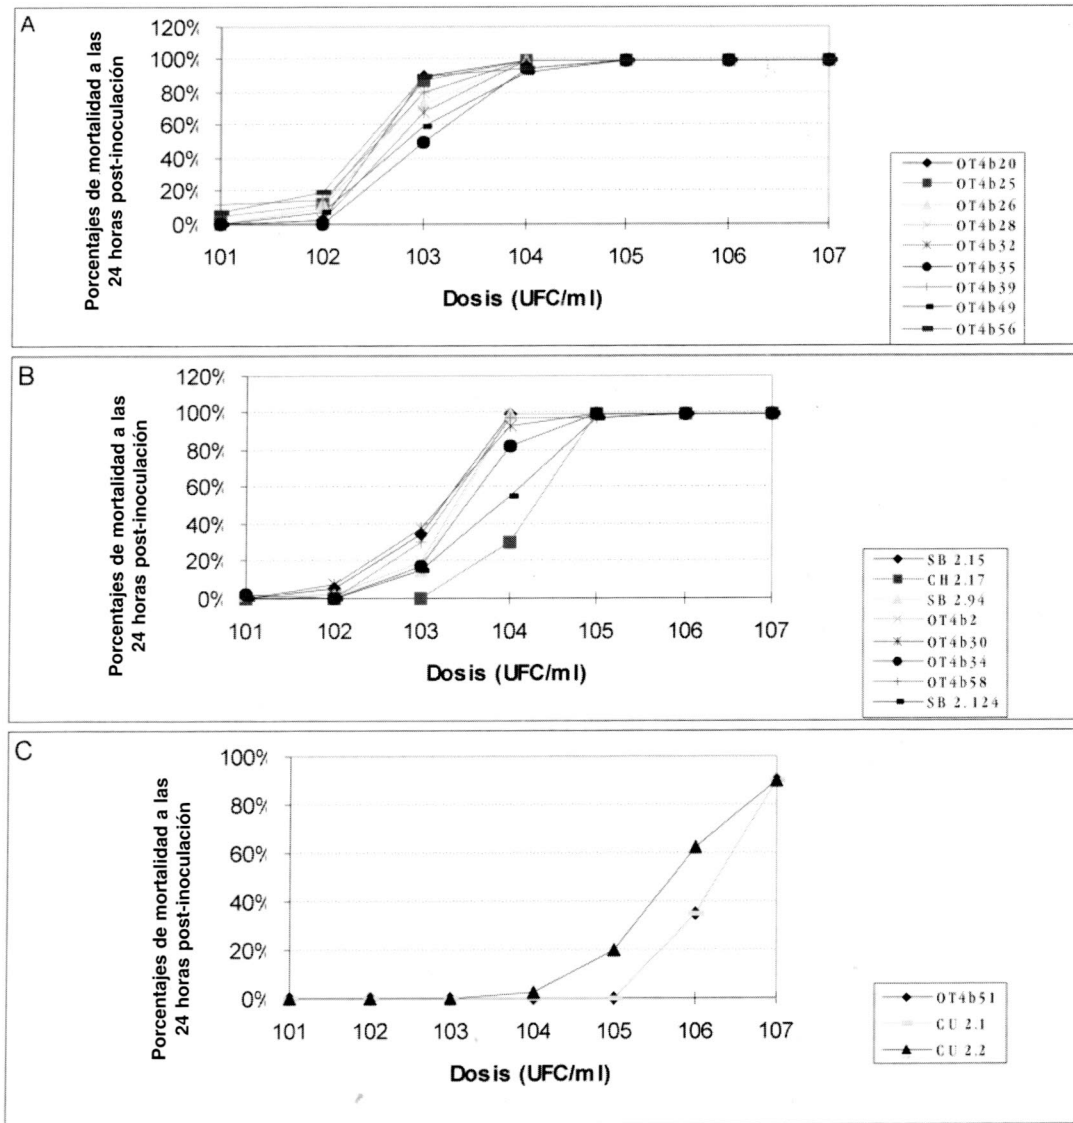 A
Porcentajes de mortalidad a las
24 horas post-inoculación
120%
100%
80%
60%
40%
20%
0%
101 102 103 104 105 106 107
Dosis (UFC/ml)
OT4b20
OT4b25
OT4b26
OT4b28
OT4b32
OT4b35
OT4b39
OT4b49
OT4b56
B
Porcentajes de mortalidad a las
24 horas post-inoculación
120%
100%
80%
60%
40%
20%
0%
101 102 103 104 105 106 107
Dosis (UFC/ml)
SB 2.15
CH2.17
SB 2.94
OT4b2
OT4b30
OT4b34
OT4b58
SB 2.124
C
Porcentajes de mortalidad a las
24 horas post-inoculación
100%
80%
60%
40%
20%
0%
101 102 103 104 105 106 107
Dosis (UFC/ml)
OT4b51
CU 2.1
CU 2.2